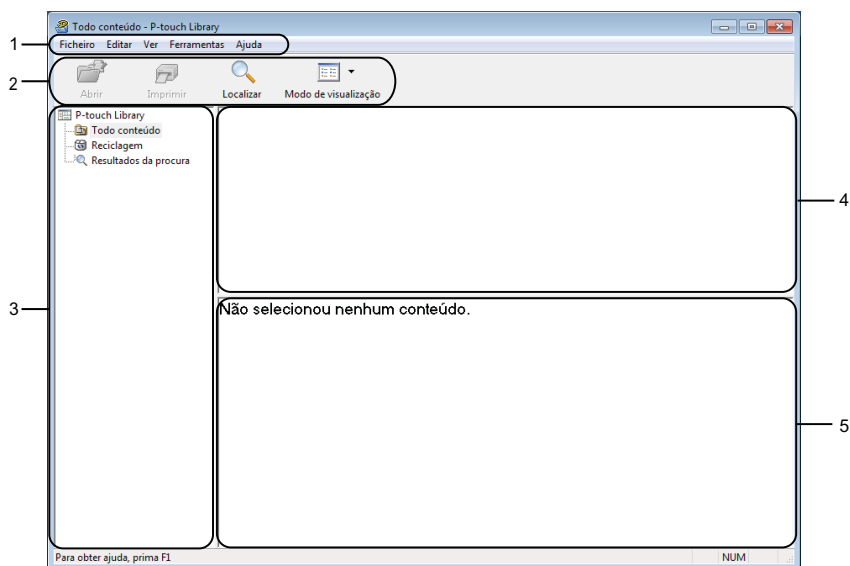 Todo conteúdo - P-touch Library
1
Ficheiro Editar Ver Ferramentas Ajuda
2
Abrir Imprimir Localizar Modo de visualização
P-touch Library
Todo conteúdo
Reciclagem
Resultados da procura
4
3
Não selecionou nenhum conteúdo.
5
Para obter ajuda, prima F1 NUM